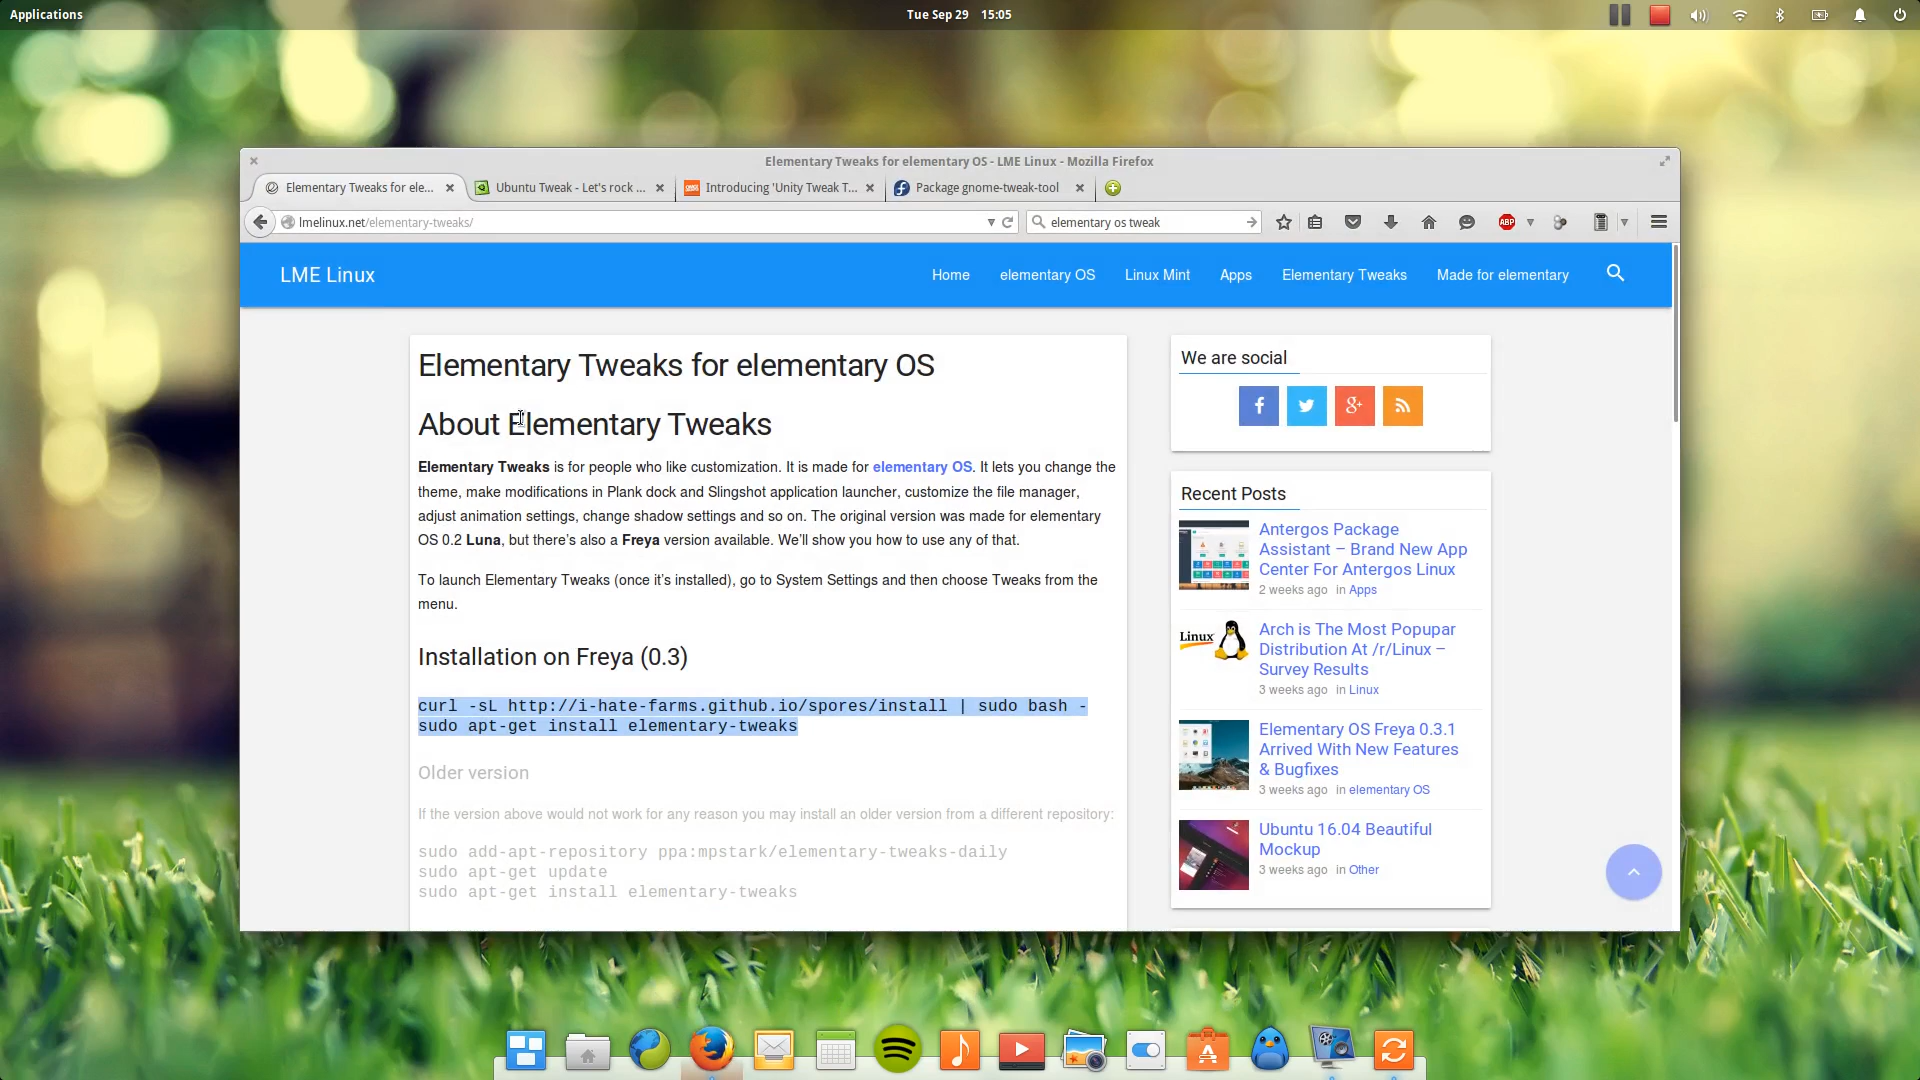 Applications
Tue Sep 29 15:05
Elementary Tweaks for elementary OS - LME Linux - Mozilla Firefox
Elementary Tweaks for ele...
Ubuntu Tweak - Let's rock ...
Introducing 'Unity Tweak T...
Package gnome-tweak-tool
lmelinux.net/elementary-tweaks/
elementary os tweak
ABP
LME Linux
Home
elementary OS
Linux Mint
Apps
Elementary Tweaks
Made for elementary
Elementary Tweaks for elementary OS
About Elementary Tweaks
Elementary Tweaks is for people who like customization. It is made for elementary OS. It lets you change the
theme, make modifications in Plank dock and Slingshot application launcher, customize the file manager,
adjust animation settings, change shadow settings and so on. The original version was made for elementary
OS 0.2 Luna, but there's also a Freya version available. We'll show you how to use any of that.
To launch Elementary Tweaks (once it's installed), go to System Settings and then choose Tweaks from the
menu.
Installation on Freya (0.3)
curl -sL http://i-hate-farms.github.io/spores/install | sudo bash -
sudo apt-get install elementary-tweaks
Older version
If the version above would not work for any reason you may install an older version from a different repository:
sudo add-apt-repository ppa:mpstark/elementary-tweaks-daily
sudo apt-get update
sudo apt-get install elementary-tweaks
We are social
Recent Posts
Antergos Package
Assistant – Brand New App
Center For Antergos Linux
2 weeks ago in Apps
Linux
Arch is The Most Popupar
Distribution At /r/Linux –
Survey Results
3 weeks ago in Linux
Elementary OS Freya 0.3.1
Arrived With New Features
& Bugfixes
3 weeks ago in elementary OS
Ubuntu 16.04 Beautiful
Mockup
3 weeks ago in Other